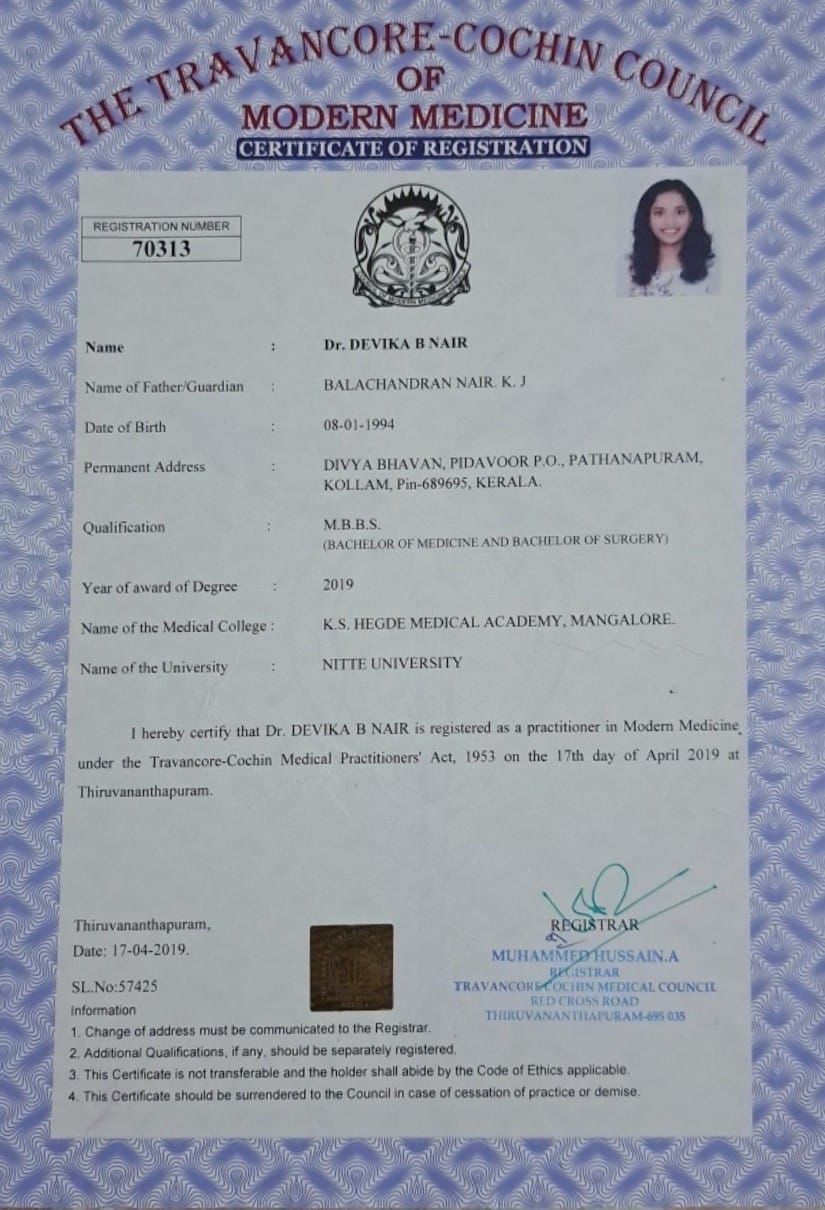 THE TRAVANCORE-COCHIN COUNCIL
OF
MODERN MEDICINE
CERTIFICATE OF REGISTRATION
REGISTRATION NUMBER
70313
Name : Dr. DEVIKA B NAIR
Name of Father/Guardian : BALACHANDRAN NAIR. K. J
Date of Birth : 08-01-1994
Permanent Address : DIVYA BHAVAN, PIDAVOOR P.O., PATHANAPURAM,
KOLLAM, Pin-689695, KERALA.
Qualification : M.B.B.S.
(BACHELOR OF MEDICINE AND BACHELOR OF SURGERY)
Year of award of Degree : 2019
Name of the Medical College : K.S. HEGDE MEDICAL ACADEMY, MANGALORE.
Name of the University : NITTE UNIVERSITY
I hereby certify that Dr. DEVIKA B NAIR is registered as a practitioner in Modern Medicine
under the Travancore-Cochin Medical Practitioners' Act, 1953 on the 17th day of April 2019 at
Thiruvananthapuram.
Thiruvananthapuram,
Date: 17-04-2019.
SL.No:57425
REGISTRAR
MUHAMMED HUSSAIN.A
REGISTRAR
TRAVANCORE COCHIN MEDICAL COUNCIL
RED CROSS ROAD
THIRUVANANTHAPURAM-695 035
Information
1. Change of address must be communicated to the Registrar.
2. Additional Qualifications, if any, should be separately registered.
3. This Certificate is not transferable and the holder shall abide by the Code of Ethics applicable.
4. This Certificate should be surrendered to the Council in case of cessation of practice or demise.